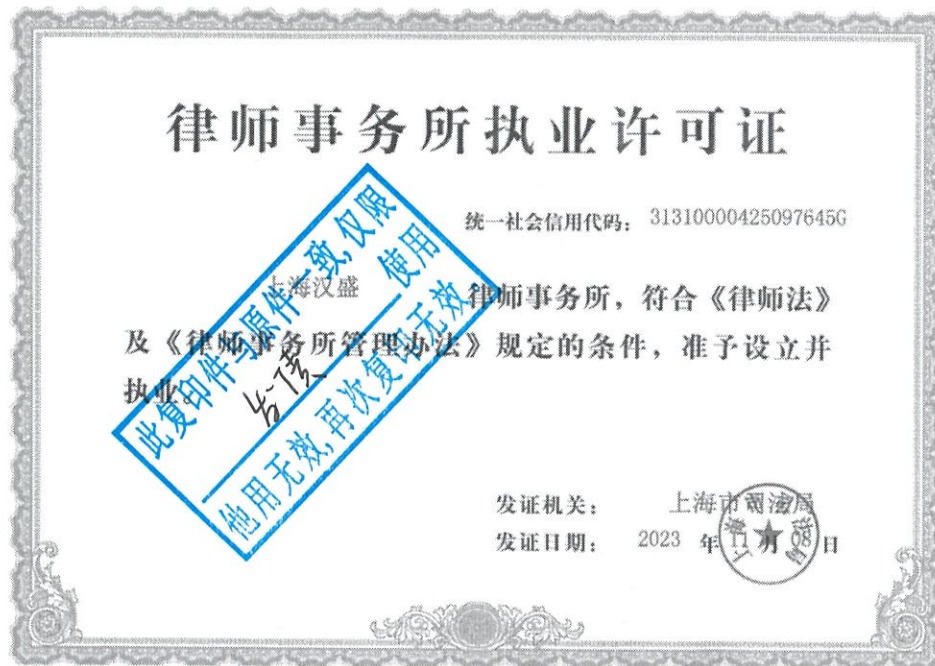 律师事务所执业许可证
统一社会信用代码：31310000425097645G
上海汉盛律师事务所，符合《律师法》
及《律师事务所管理办法》规定的条件，准予设立并
执业。
此复印件与原件一致，仅限
发债
使用
他用无效，再次复印无效
发证机关：上海市司法局
发证日期：2023 年 11 月 08 日